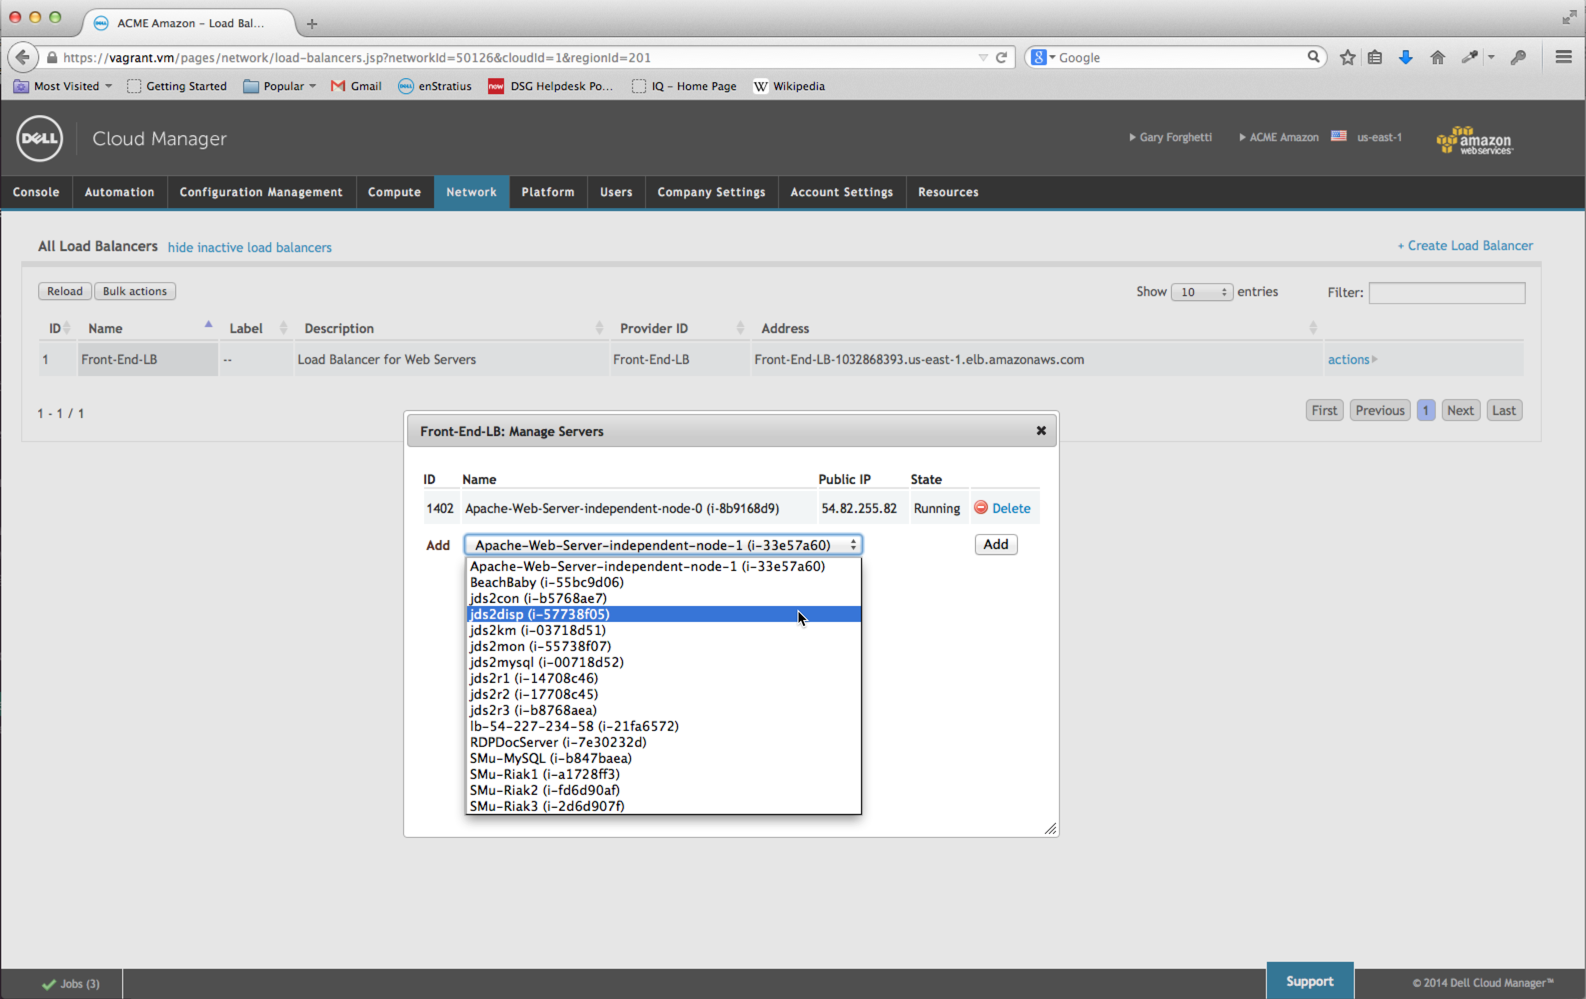 ACME Amazon – Load Bal...
https://vagrant.vm/pages/network/load-balancers.jsp?networkId=50126&cloudId=1&regionId=201
Google
Most Visited
Getting Started
Popular
Gmail
enStratius
now DSG Helpdesk Po...
IQ – Home Page
W Wikipedia
DELL Cloud Manager
Gary Forghetti
ACME Amazon
us-east-1
amazon
webservices™
Console Automation Configuration Management Compute Network Platform Users Company Settings Account Settings Resources
All Load Balancers hide inactive load balancers
+ Create Load Balancer
Reload Bulk actions
Show 10 entries Filter:
ID Name Label Description Provider ID Address
1 Front-End-LB -- Load Balancer for Web Servers Front-End-LB Front-End-LB-1032868393.us-east-1.elb.amazonaws.com actions
1 - 1 / 1
First Previous 1 Next Last
Front-End-LB: Manage Servers
ID Name Public IP State
1402 Apache-Web-Server-independent-node-0 (i-8b9168d9) 54.82.255.82 Running Delete
Add Apache-Web-Server-independent-node-1 (i-33e57a60) Add
Apache-Web-Server-independent-node-1 (i-33e57a60)
BeachBaby (i-55bc9d06)
jds2con (i-b5768ae7)
jds2disp (i-57738f05)
jds2km (i-03718d51)
jds2mon (i-55738f07)
jds2mysql (i-00718d52)
jds2r1 (i-14708c46)
jds2r2 (i-17708c45)
jds2r3 (i-b8768aea)
lb-54-227-234-58 (i-21fa6572)
RDPDocServer (i-7e30232d)
SMu-MySQL (i-b847baea)
SMu-Riak1 (i-a1728ff3)
SMu-Riak2 (i-fd6d90af)
SMu-Riak3 (i-2d6d907f)
Jobs (3)
Support
© 2014 Dell Cloud Manager™